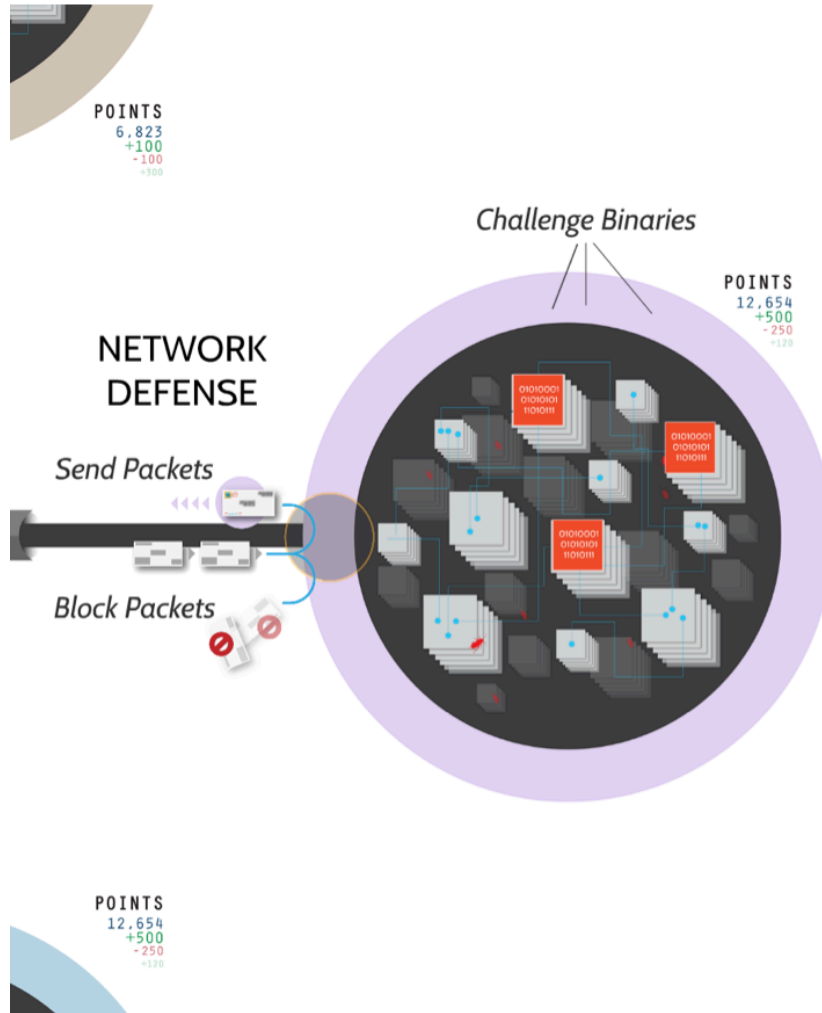 POINTS
6,823
+100
-100
+300
Challenge Binaries
POINTS
12,654
+500
-250
+120
NETWORK
DEFENSE
01010001
01010101
11010111
01010001
01010101
11010111
Send Packets
01010001
01010101
11010111
Block Packets
POINTS
12,654
+500
-250
+120